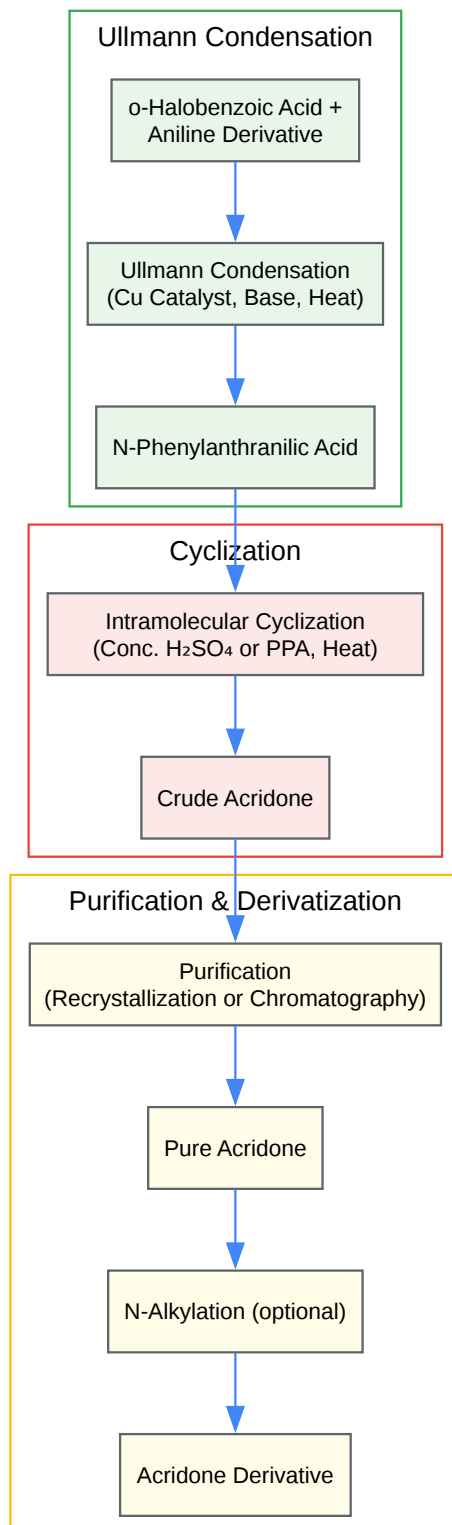 Ullmann Condensation
o-Halobenzoic Acid +
Aniline Derivative
Ullmann Condensation
(Cu Catalyst, Base, Heat)
N-Phenylanthranilic Acid
Cyclization
Intramolecular Cyclization
(Conc. H₂SO₄ or PPA, Heat)
Crude Acridone
Purification & Derivatization
Purification
(Recrystallization or Chromatography)
Pure Acridone
N-Alkylation (optional)
Acridone Derivative